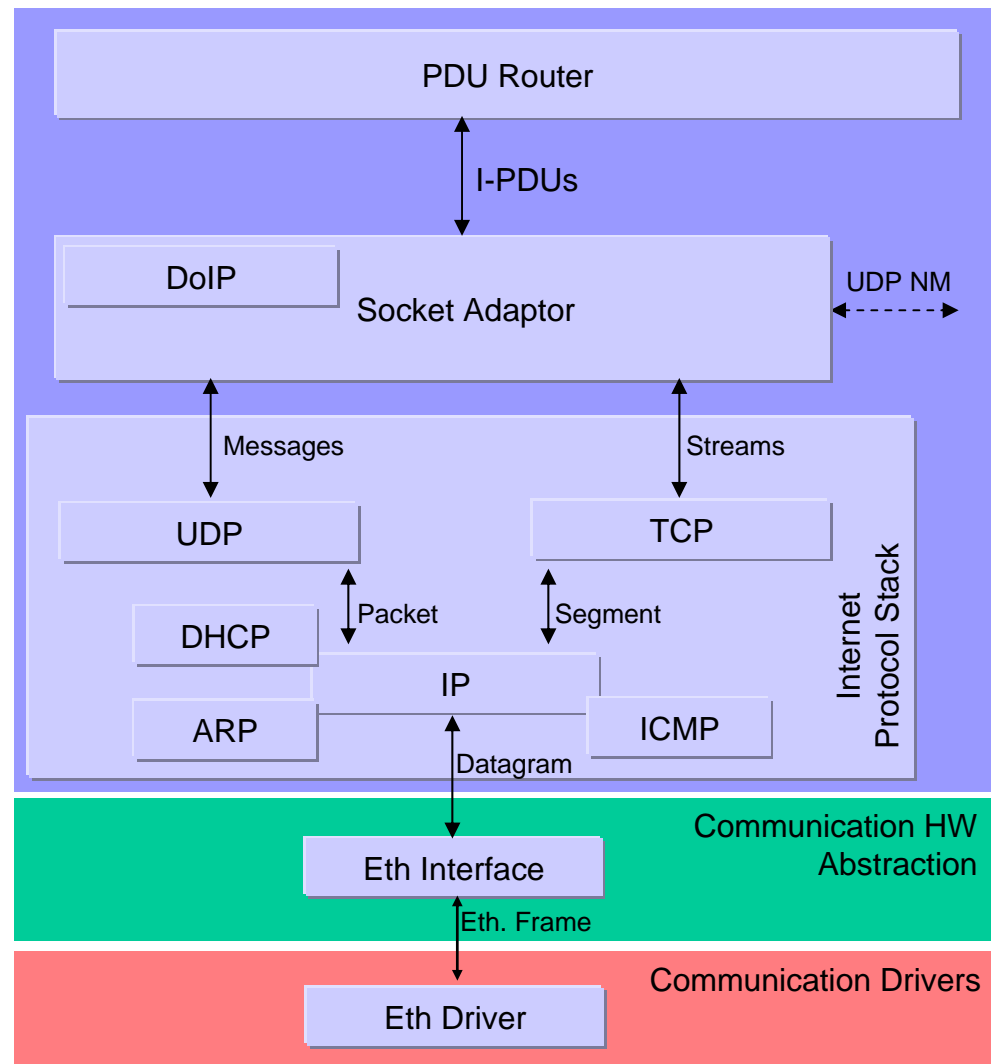 PDU Router
I-PDUs
DoIP
Socket Adaptor
UDP NM
Messages
Streams
UDP
TCP
Packet
Segment
DHCP
IP
ARP
ICMP
Internet
Protocol Stack
Datagram
Communication HW
Abstraction
Eth Interface
Eth. Frame
Communication Drivers
Eth Driver